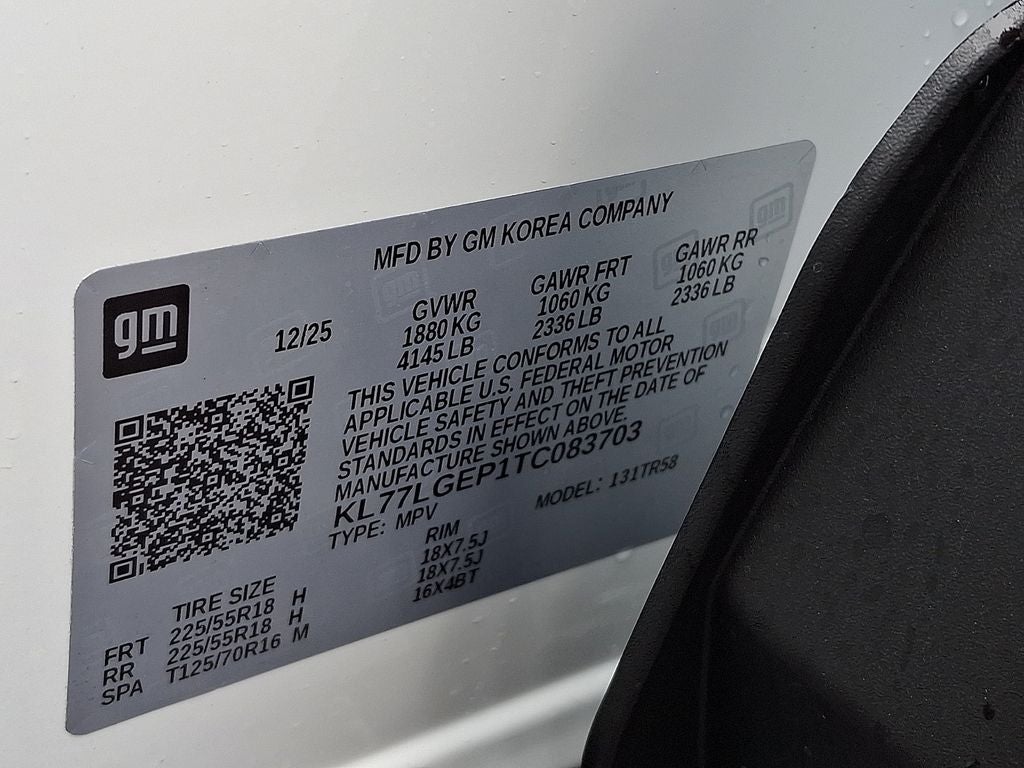 MFD BY GM KOREA COMPANY
gm
12/25
GVWR GAWR FRT GAWR RR
1880 KG 1060 KG 1060 KG
4145 LB 2336 LB 2336 LB
THIS VEHICLE CONFORMS TO ALL
APPLICABLE U.S. FEDERAL MOTOR
VEHICLE SAFETY AND THEFT PREVENTION
STANDARDS IN EFFECT ON THE DATE OF
MANUFACTURE SHOWN ABOVE.
KL77LGEP1TC083703
TYPE: MPV MODEL: 131TR58
TIRE SIZE RIM
FRT 225/55R18 H 18X7.5J
RR 225/55R18 H 18X7.5J
SPA T125/70R16 M 16X4BT